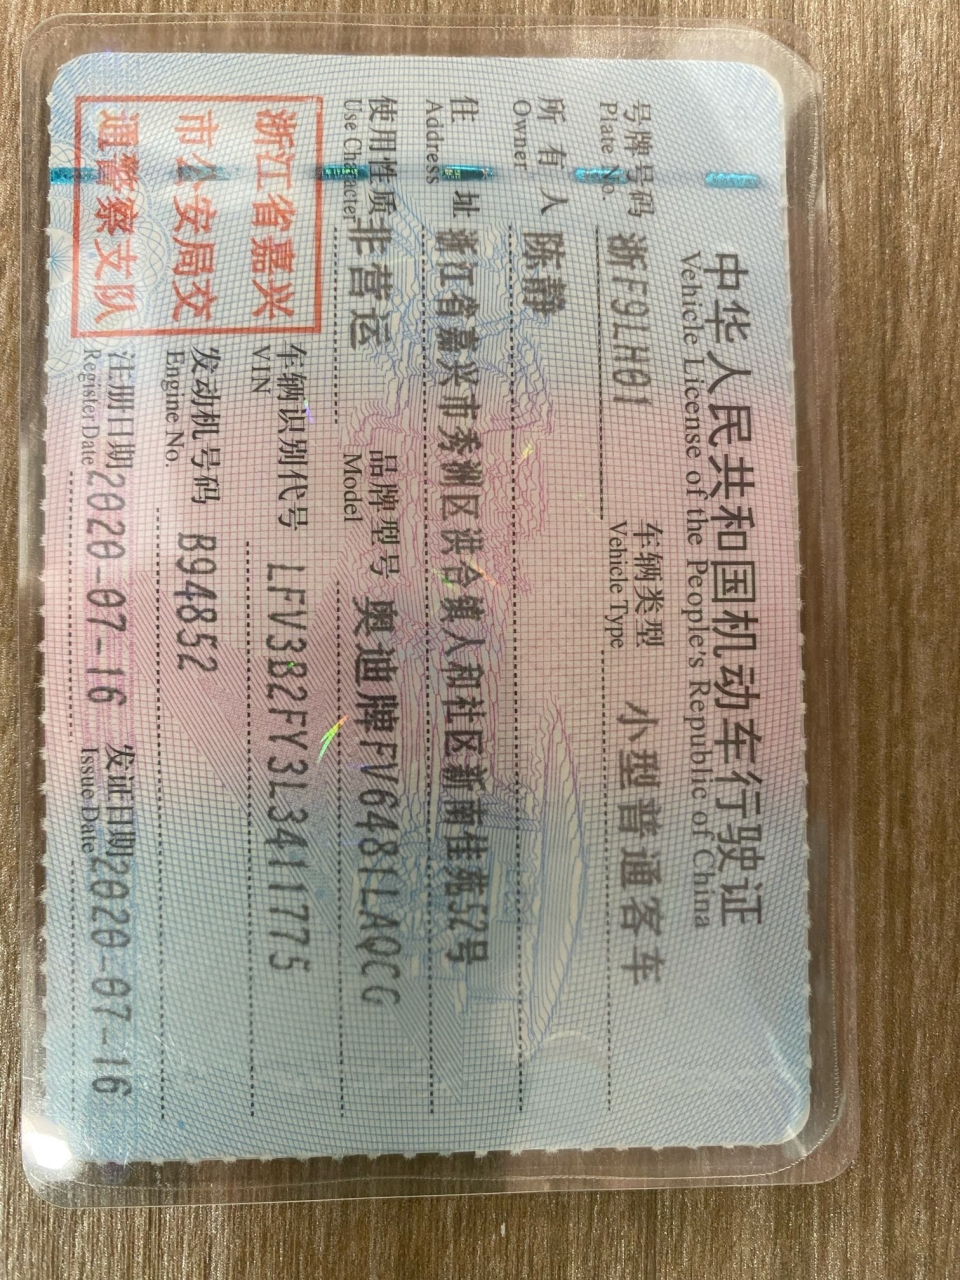 中华人民共和国机动车行驶证
Vehicle License of the People's Republic of China
号牌号码 浙F9LH01 车辆类型 小型普通客车
Plate No. Vehicle Type
所有人 陈静
Owner
住址 浙江省嘉兴市秀洲区洪合镇人和社区新南佳苑52号
Address
使用性质 非营运 品牌型号 奥迪牌FV6481LAQCG
Use Character Model
浙江省嘉兴
市公安局交
通警察支队
车辆识别代号 LFV3B2FY3L3411775
VIN
发动机号码 B94852
Engine No.
注册日期 2020-07-16 发证日期 2020-07-16
Register Date Issue Date